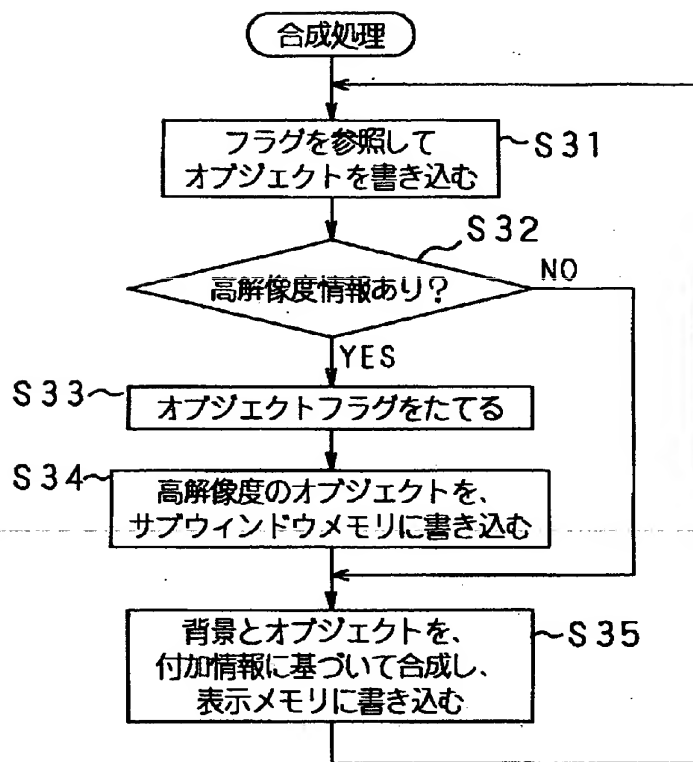 合成処理
フラグを参照して
オブジェクトを書き込む
S31
S32
高解像度情報あり?
NO
YES
S33
オブジェクトフラグをたてる
S34
高解像度のオブジェクトを、
サブウィンドウメモリに書き込む
背景とオブジェクトを、
付加情報に基づいて合成し、
表示メモリに書き込む
S35